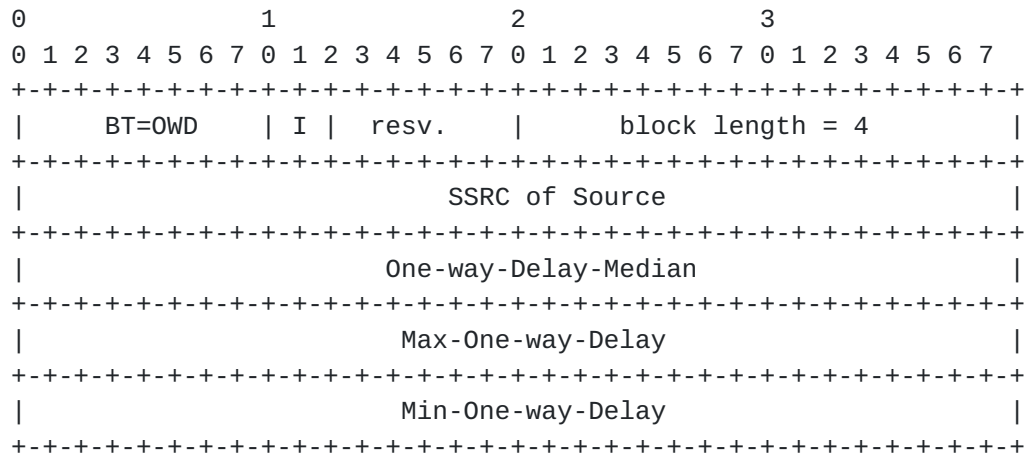 0               1               2               3
0 1 2 3 4 5 6 7 0 1 2 3 4 5 6 7 0 1 2 3 4 5 6 7 0 1 2 3 4 5 6 7
+-+-+-+-+-+-+-+-+-+-+-+-+-+-+-+-+-+-+-+-+-+-+-+-+-+-+-+-+-+-+-+-+
|     BT=OWD    | I |  resv.    |      block length = 4         |
+-+-+-+-+-+-+-+-+-+-+-+-+-+-+-+-+-+-+-+-+-+-+-+-+-+-+-+-+-+-+-+-+
|                           SSRC of Source                      |
+-+-+-+-+-+-+-+-+-+-+-+-+-+-+-+-+-+-+-+-+-+-+-+-+-+-+-+-+-+-+-+-+
|                       One-way-Delay-Median                    |
+-+-+-+-+-+-+-+-+-+-+-+-+-+-+-+-+-+-+-+-+-+-+-+-+-+-+-+-+-+-+-+-+
|                        Max-One-way-Delay                      |
+-+-+-+-+-+-+-+-+-+-+-+-+-+-+-+-+-+-+-+-+-+-+-+-+-+-+-+-+-+-+-+-+
|                        Min-One-way-Delay                      |
+-+-+-+-+-+-+-+-+-+-+-+-+-+-+-+-+-+-+-+-+-+-+-+-+-+-+-+-+-+-+-+-+